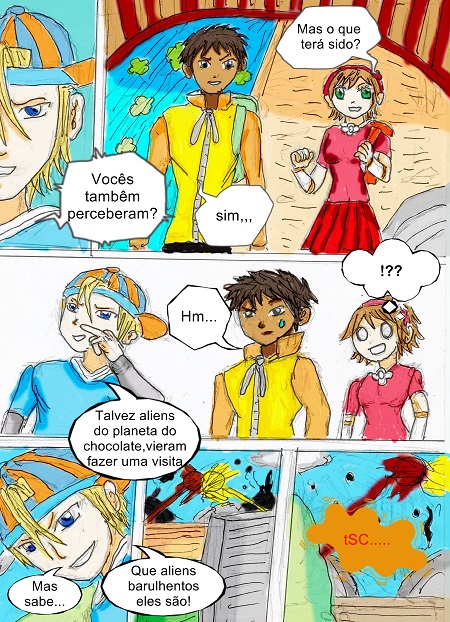 Mas o que
terá sido?
Vocês
tambêm
perceberam?
sim,,,
!??
Hm...
Talvez aliens
do planeta do
chocolate,vieram
fazer uma visita
Mas
sabe...
Que aliens
barulhentos
eles são!
tSC.....